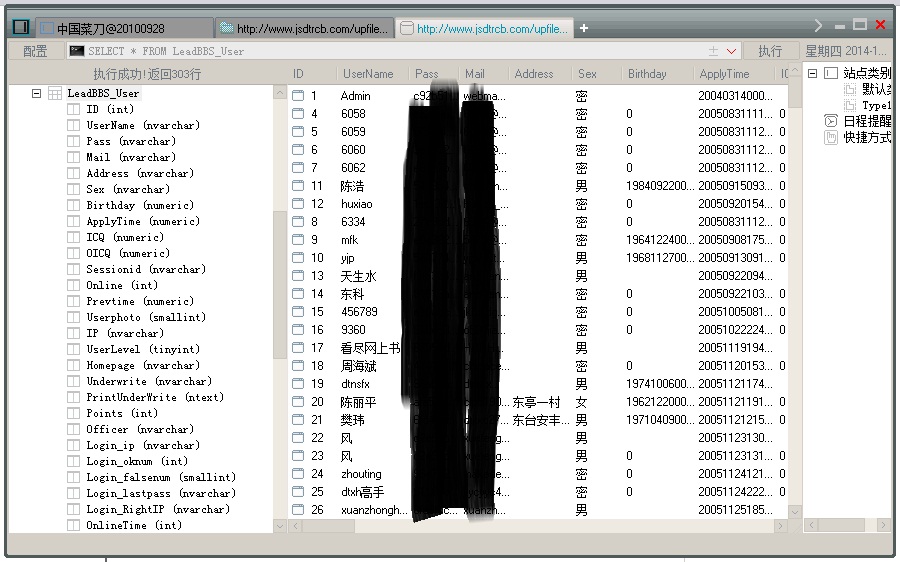 中国菜刀@20100928 http://www.jsdtrcb.com/upfile... http://www.jsdtrcb.com/upfile...
配置 SELECT * FROM LeadBBS_User 执行 星期四 2014-1...
执行成功!返回303行
LeadBBS_User
ID (int)
UserName (nvarchar)
Pass (nvarchar)
Mail (nvarchar)
Address (nvarchar)
Sex (nvarchar)
Birthday (numeric)
ApplyTime (numeric)
ICQ (numeric)
OICQ (numeric)
Sessionid (nvarchar)
Online (int)
Prevtime (numeric)
Userphoto (smallint)
IP (nvarchar)
UserLevel (tinyint)
Homepage (nvarchar)
Underwrite (nvarchar)
PrintUnderWrite (ntext)
Points (int)
Officer (nvarchar)
Login_ip (nvarchar)
Login_oknum (int)
Login_falsenum (smallint)
Login_lastpass (nvarchar)
Login_RightIP (nvarchar)
OnlineTime (int)
ID UserName Pass Mail Address Sex Birthday ApplyTime
1 Admin webma... 密 20040314000...
4 6058 密 0 20050831111... 0
5 6059 密 0 20050831112... 0
6 6060 密 0 20050831112... 0
7 6062 密 0 20050831112... 0
11 陈浩 男 1984092200... 20050915093... 0
12 huxiao 密 0 20050920154... 0
8 6334 密 0 20050831112... 0
9 mfk 密 1964122400... 20050908175... 0
10 yjp 男 1968112700... 20050913091... 0
13 天生水 男 20050922094...
14 东科 密 0 20050922103... 0
15 456789 密 0 20051005081... 0
16 9360 密 0 20051022224... 0
17 看尽网上书 男 20051119194...
18 周海斌 密 0 20051120153... 0
19 dtnsfx 男 1974100600... 20051121174... 0
20 陈丽平 东亭一村 女 1962122000... 20051121191... 0
21 樊玮 东台安丰... 男 1971040900... 20051121215... 0
22 风 男 20051123130...
23 风 男 0 20051123131... 0
24 zhouting 密 0 20051124121... 0
25 dtxh高手 密 0 20051124222... 0
26 xuanzhongh... 男 20051125185...
站点类别
Type1
日程提醒
快捷方式